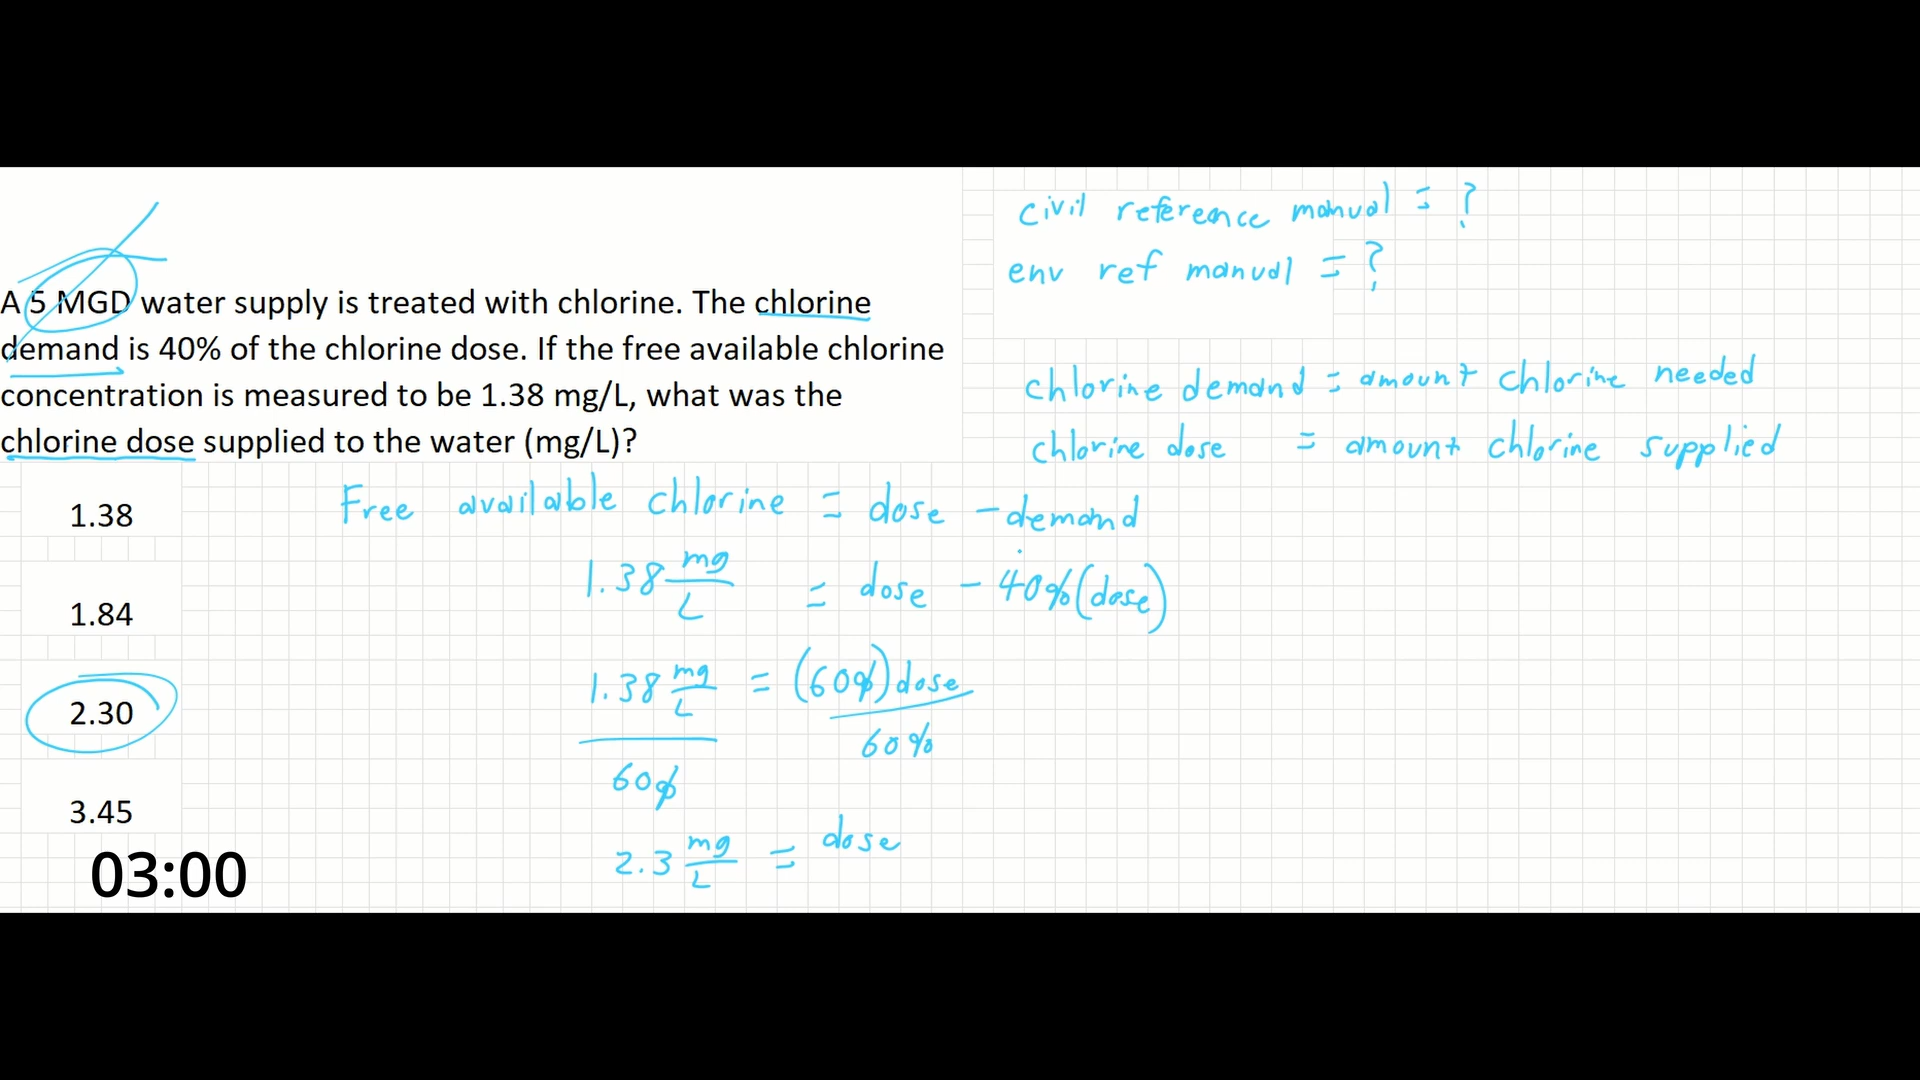 civil reference manual = ?
env ref manual = ?
A 5 MGD water supply is treated with chlorine. The chlorine
demand is 40% of the chlorine dose. If the free available chlorine
concentration is measured to be 1.38 mg/L, what was the
chlorine dose supplied to the water (mg/L)?
chlorine demand = amount chlorine needed
chlorine dose = amount chlorine supplied
1.38
1.84
2.30
3.45
03:00
Free available chlorine = dose - demand
1.38 mg/L = dose - 40% (dose)
1.38 mg/L = (60%) dose
60% 60%
2.3 mg/L = dose